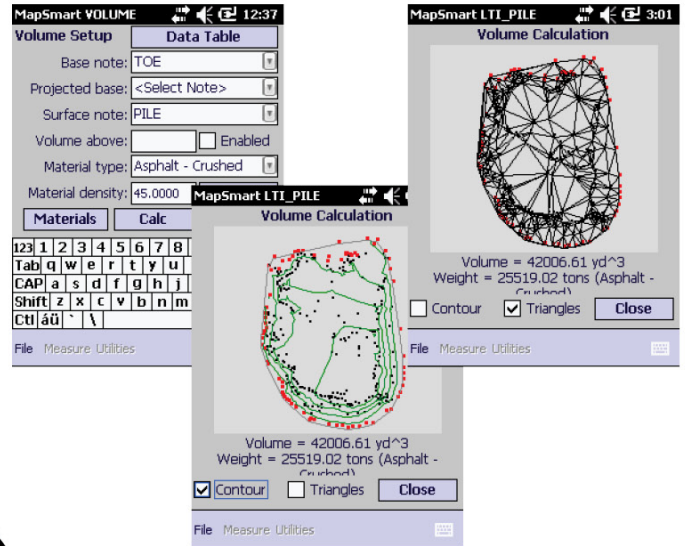 MapSmart VOLUME 12:37
Volume Setup Data Table
Base note: TOE
Projected base: <Select Note>
Surface note: PILE
Volume above: Enabled
Material type: Asphalt - Crushed
Material density: 45.0000
Materials Calc
123 1 2 3 4 5 6 7 8
Tab q w e r t y u
CAP a s d f g h j
Shift z x c v b n m
Ctl áü ` \
File Measure Utilities
MapSmart LTI_PILE
Volume Calculation
Volume = 42006.61 yd^3
Weight = 25519.02 tons (Asphalt -
Crushed)
Contour Triangles Close
File Measure Utilities
MapSmart LTI_PILE 3:01
Volume Calculation
Volume = 42006.61 yd^3
Weight = 25519.02 tons (Asphalt -
Crushed)
Contour Triangles Close
File Measure Utilities